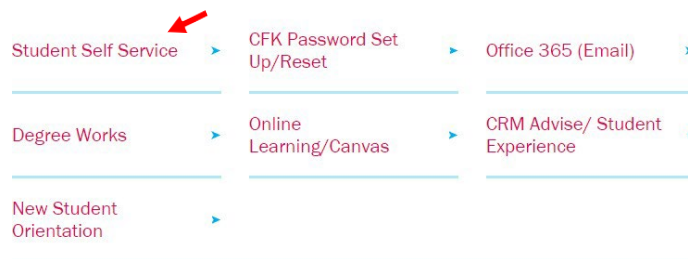 Student Self Service
CFK Password Set
Up/Reset
Office 365 (Email)
Degree Works
Online
Learning/Canvas
CRM Advise/ Student
Experience
New Student
Orientation